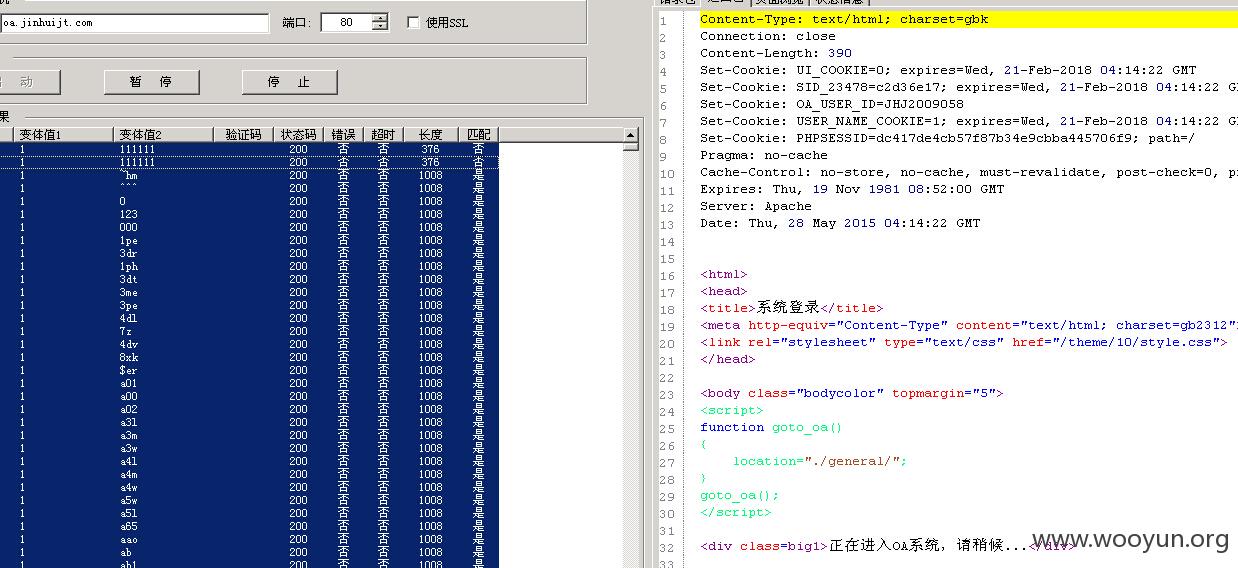 oa.jinhuijt.com 端口: 80 使用SSL
动 暂 停 停 止
果
变体值1 变体值2 验证码 状态码 错误 超时 长度 匹配
1 111111 200 否 否 376 否
1 111111 200 否 否 376 否
1 `hm 200 否 否 1008 是
1 ^^^ 200 否 否 1008 是
1 0 200 否 否 1008 是
1 123 200 否 否 1008 是
1 000 200 否 否 1008 是
1 1pe 200 否 否 1008 是
1 3dr 200 否 否 1008 是
1 1ph 200 否 否 1008 是
1 3dt 200 否 否 1008 是
1 3me 200 否 否 1008 是
1 3pe 200 否 否 1008 是
1 4dl 200 否 否 1008 是
1 7z 200 否 否 1008 是
1 4dv 200 否 否 1008 是
1 8xk 200 否 否 1008 是
1 $er 200 否 否 1008 是
1 a01 200 否 否 1008 是
1 a00 200 否 否 1008 是
1 a02 200 否 否 1008 是
1 a3l 200 否 否 1008 是
1 a3m 200 否 否 1008 是
1 a3w 200 否 否 1008 是
1 a4l 200 否 否 1008 是
1 a4m 200 否 否 1008 是
1 a4w 200 否 否 1008 是
1 a5w 200 否 否 1008 是
1 a5l 200 否 否 1008 是
1 a65 200 否 否 1008 是
1 aao 200 否 否 1008 是
1 ab 200 否 否 1008 是
1 ab1 200 否 否 1008 是
1 Content-Type: text/html; charset=gbk
2 Connection: close
3 Content-Length: 390
4 Set-Cookie: UI_COOKIE=0; expires=Wed, 21-Feb-2018 04:14:22 GMT
5 Set-Cookie: SID_23478=c2d36e17; expires=Wed, 21-Feb-2018 04:14:22 G
6 Set-Cookie: OA_USER_ID=JHJ2009058
7 Set-Cookie: USER_NAME_COOKIE=1; expires=Wed, 21-Feb-2018 04:14:22 G
8 Set-Cookie: PHPSESSID=dc417de4cb57f87b34e9cbba445706f9; path=/
9 Pragma: no-cache
10 Cache-Control: no-store, no-cache, must-revalidate, post-check=0, p
11 Expires: Thu, 19 Nov 1981 08:52:00 GMT
12 Server: Apache
13 Date: Thu, 28 May 2015 04:14:22 GMT
14
15
16 <html>
17 <head>
18 <title>系统登录</title>
19 <meta http-equiv="Content-Type" content="text/html; charset=gb2312"
20 <link rel="stylesheet" type="text/css" href="/theme/10/style.css">
21 </head>
22
23 <body class="bodycolor" topmargin="5">
24 <script>
25 function goto_oa()
26 {
27 location="./general/";
28 }
29 goto_oa();
30 </script>
31
32 <div class=big1>正在进入OA系统，请稍候...</div>
33
www.wooyun.org